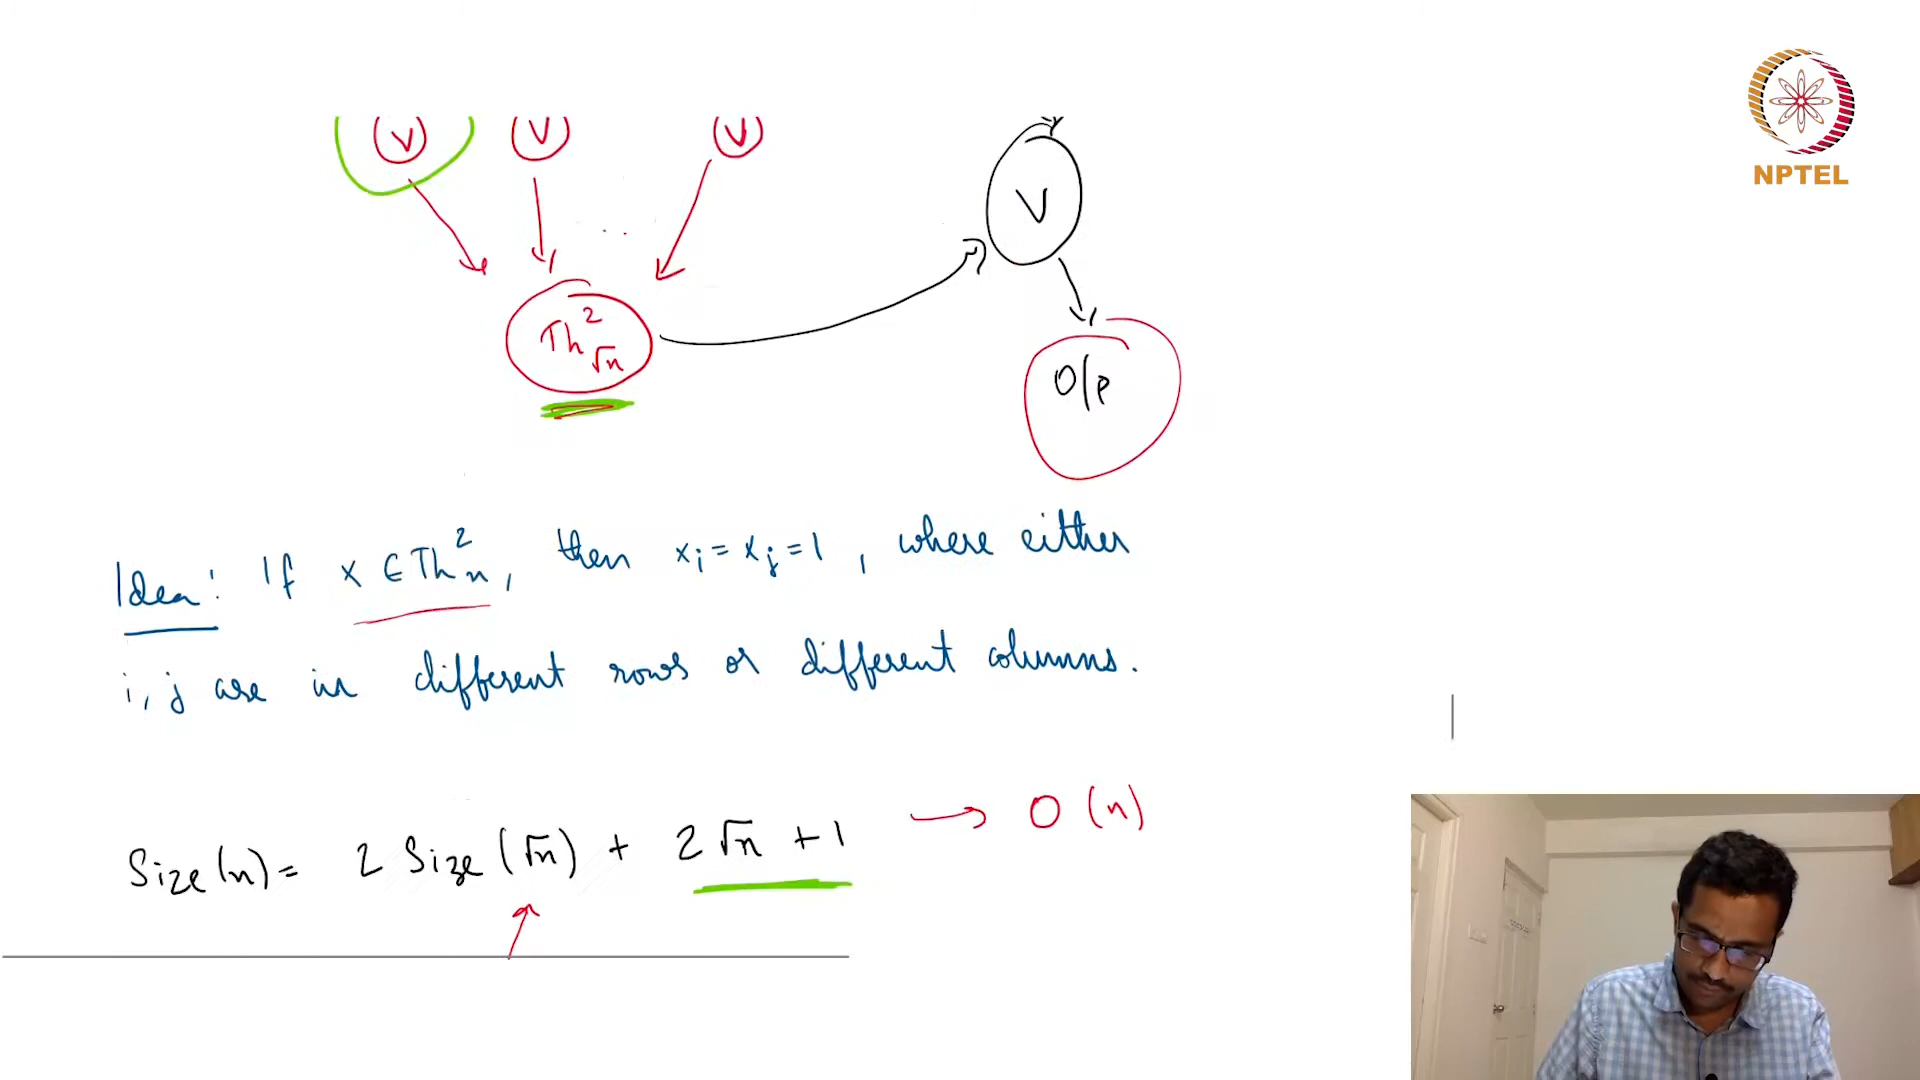 V V V
NPTEL
V
Th²√n
O/P
Idea: If x ∈ Th²n, then xi = xj = 1, where either
i, j are in different rows or different columns.
Size(n) = 2 Size(√n) + 2√n + 1 → O(n)